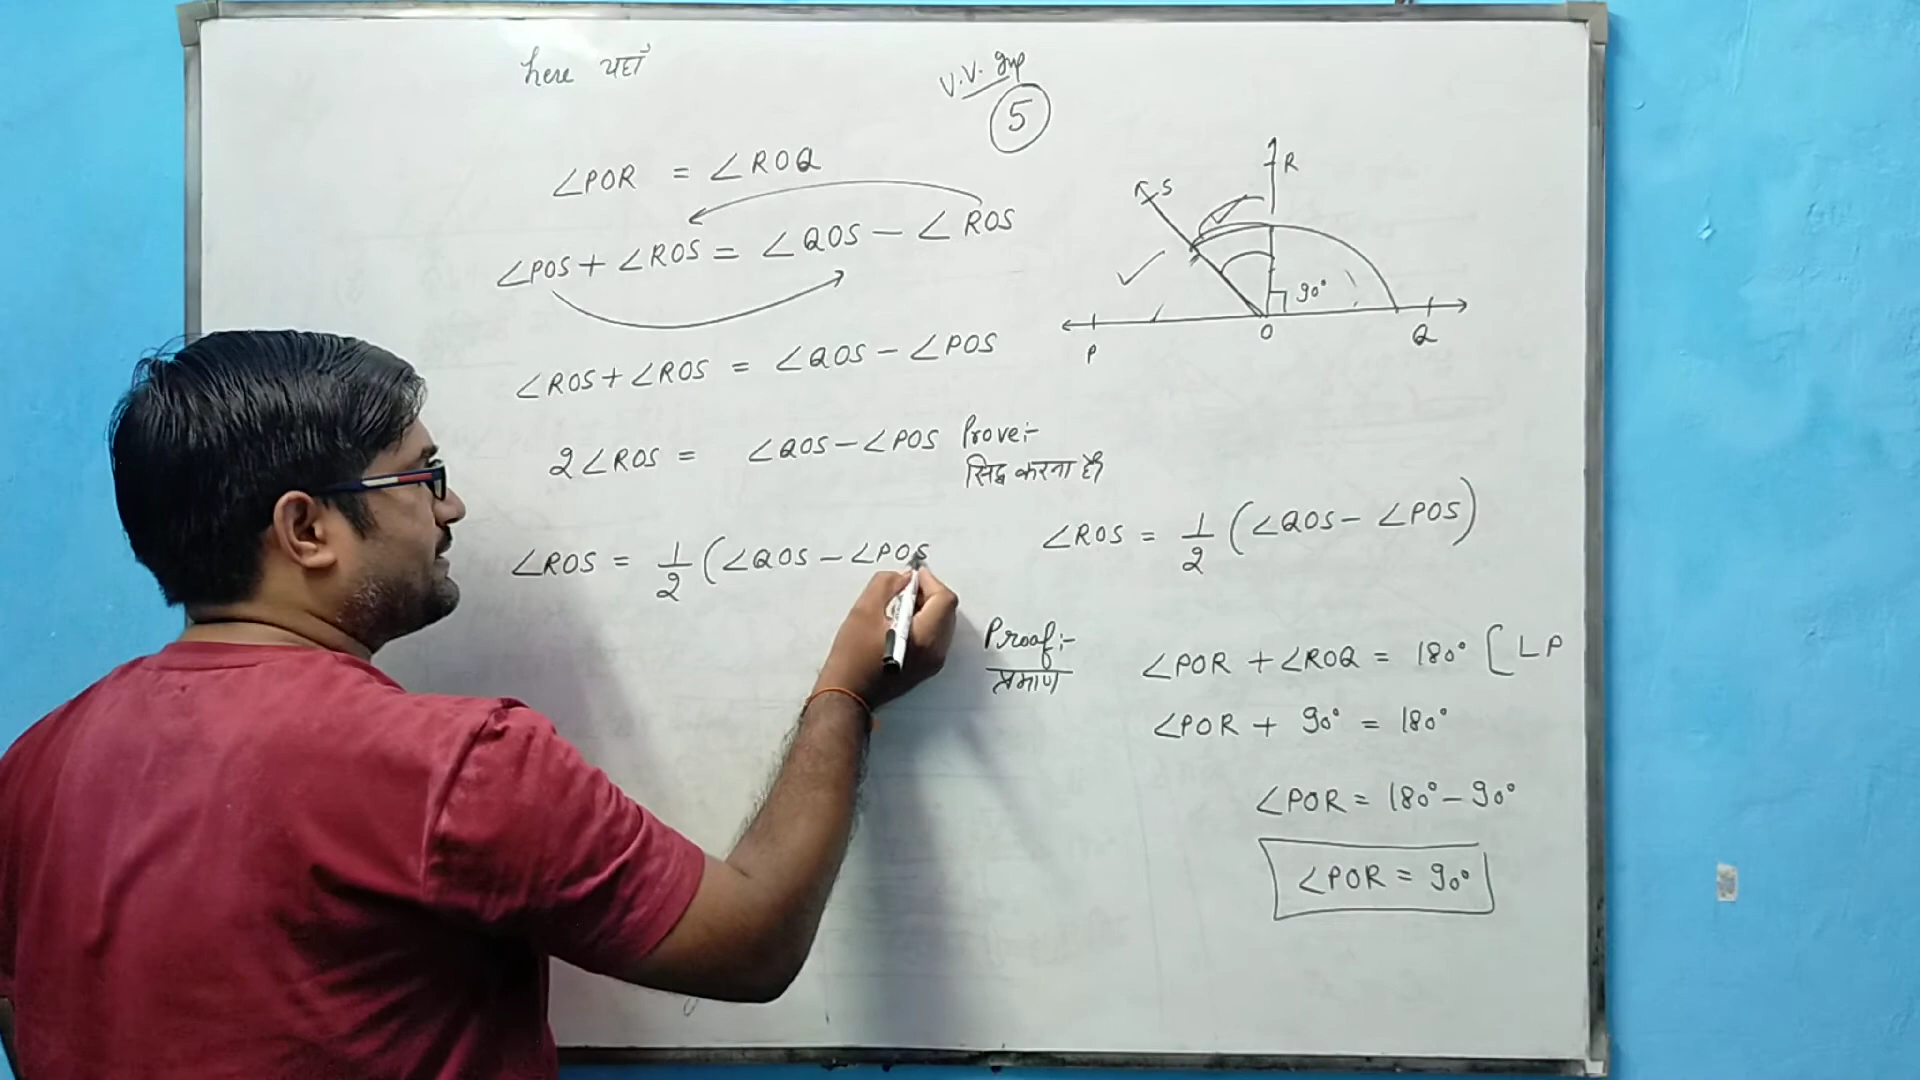 here यहाँ
V.V. Imp
5
∠POR = ∠ROQ
∠POS + ∠ROS = ∠QOS − ∠ROS
∠ROS + ∠ROS = ∠QOS − ∠POS
2∠ROS = ∠QOS − ∠POS
∠ROS = 1/2 (∠QOS − ∠POS
R
S
90°
P
O
Q
Prove:-
सिद्ध करना है
∠ROS = 1/2 (∠QOS − ∠POS)
Proof:-
प्रमाण
∠POR + ∠ROQ = 180° [LP
∠POR + 90° = 180°
∠POR = 180° − 90°
∠POR = 90°